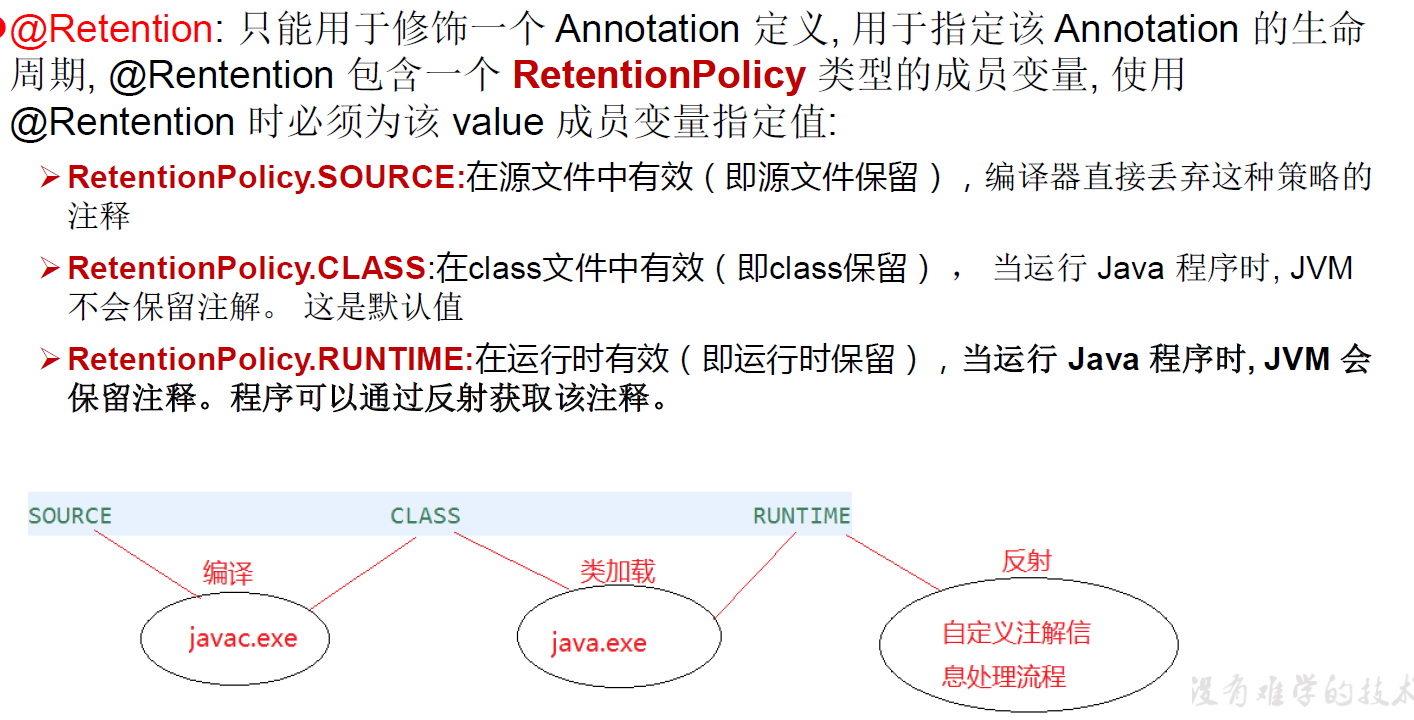 @Retention: 只能用于修饰一个 Annotation 定义, 用于指定该 Annotation 的生命
周期, @Rentention 包含一个 RetentionPolicy 类型的成员变量, 使用
@Rentention 时必须为该 value 成员变量指定值:
RetentionPolicy.SOURCE:在源文件中有效（即源文件保留），编译器直接丢弃这种策略的
注释
RetentionPolicy.CLASS:在class文件中有效（即class保留） ， 当运行 Java 程序时, JVM
不会保留注解。 这是默认值
RetentionPolicy.RUNTIME:在运行时有效（即运行时保留），当运行 Java 程序时, JVM 会
保留注释。程序可以通过反射获取该注释。
SOURCE CLASS RUNTIME
编译 类加载 反射
javac.exe java.exe 自定义注解信
息处理流程
没有难学的技术